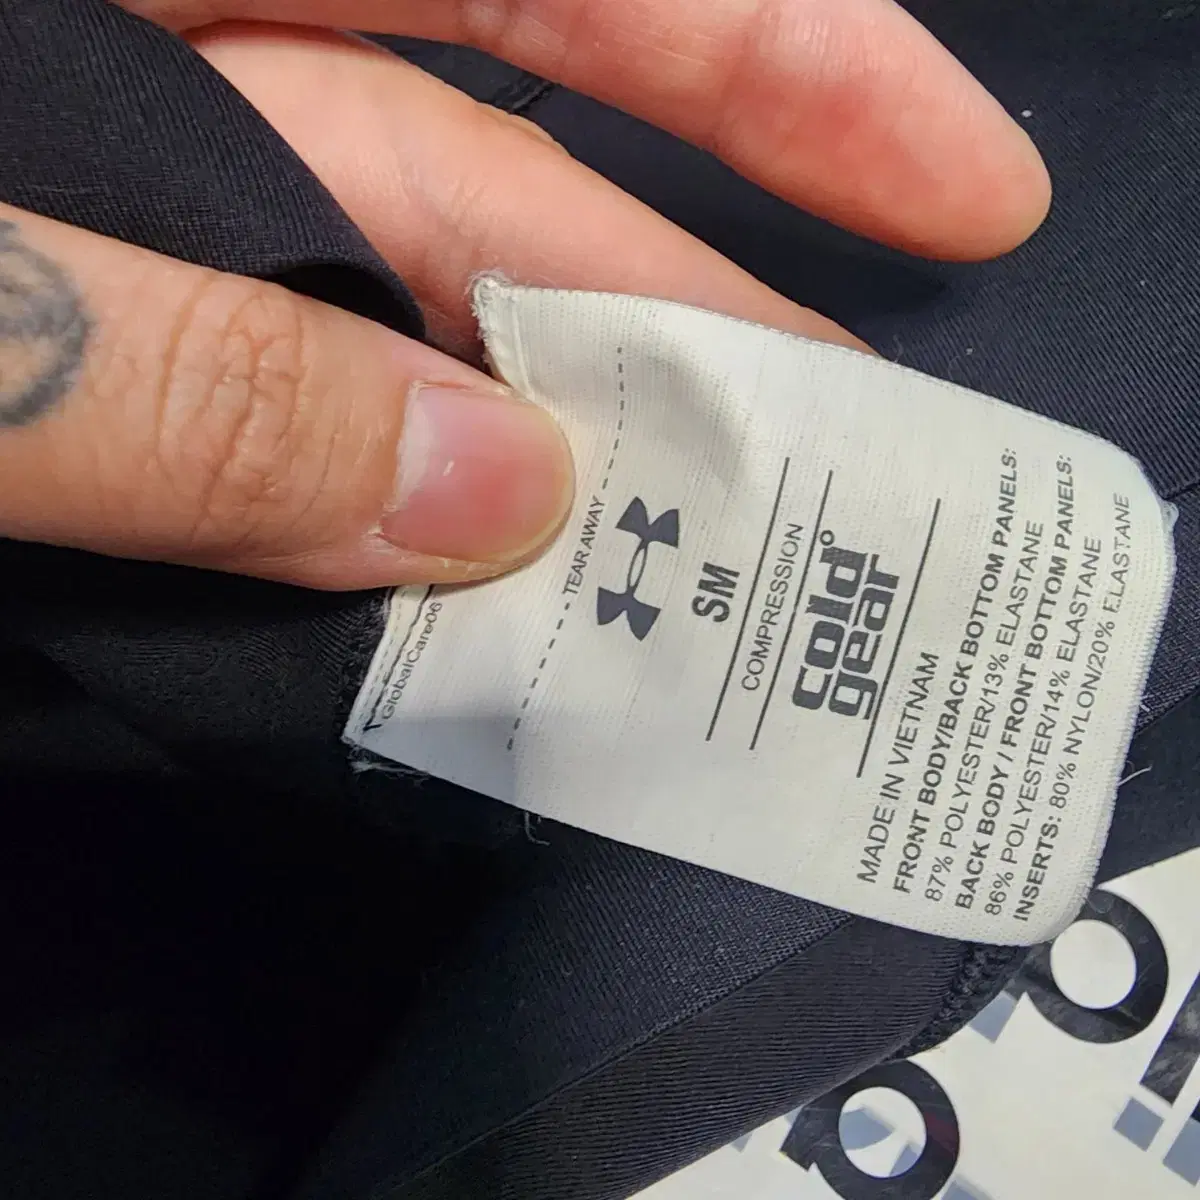 GlobalCare06
TEAR AWAY
SM
COMPRESSION
cold
gear
MADE IN VIETNAM
FRONT BODY/BACK BOTTOM PANELS:
87% POLYESTER/13% ELASTANE
BACK BODY / FRONT BOTTOM PANELS:
86% POLYESTER/14% ELASTANE
INSERTS: 80% NYLON/20% ELASTANE